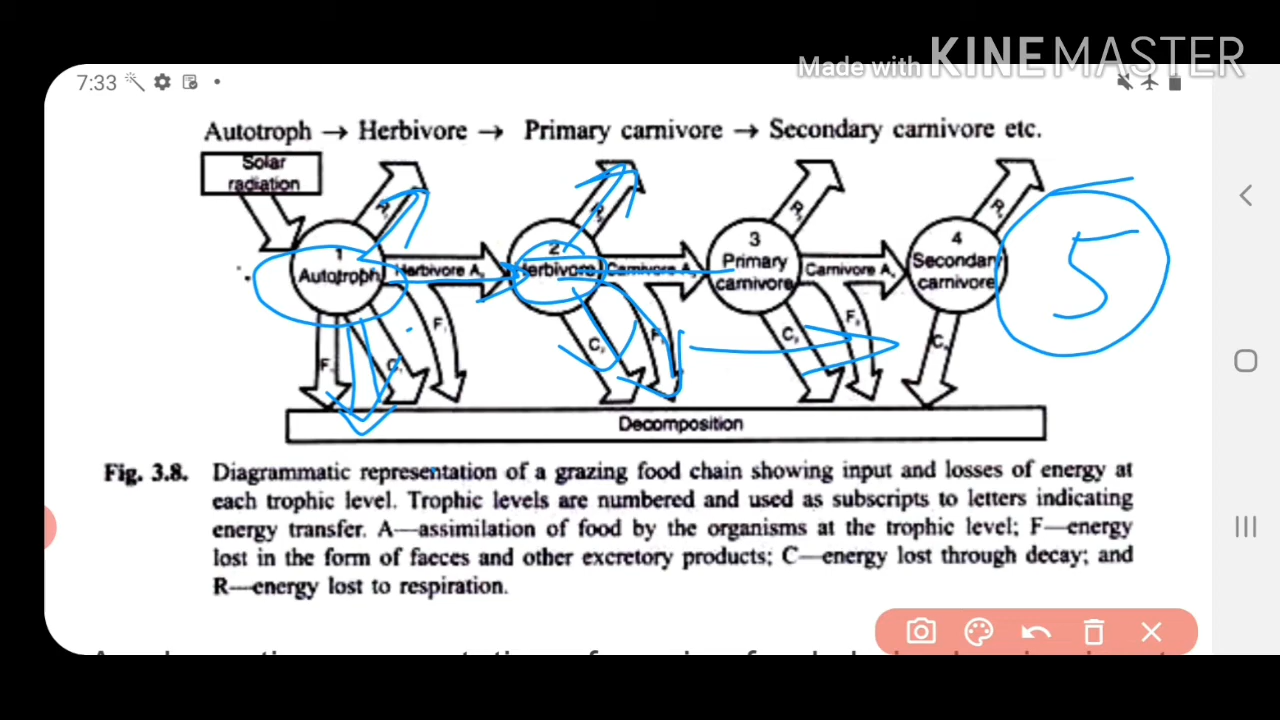 Made with KINEMASTER
7:33
Autotroph → Herbivore → Primary carnivore → Secondary carnivore etc.
Solar
radiation
R
R
R
R
1
Autotroph
Herbivore A
2
Herbivore
Carnivore A
3
Primary
carnivore
Carnivore A
4
Secondary
carnivore
5
F
C
F
C
F
C
F
C
Decomposition
Fig. 3.8. Diagrammatic representation of a grazing food chain showing input and losses of energy at
each trophic level. Trophic levels are numbered and used as subscripts to letters indicating
energy transfer. A—assimilation of food by the organisms at the trophic level; F—energy
lost in the form of faeces and other excretory products; C—energy lost through decay; and
R—energy lost to respiration.